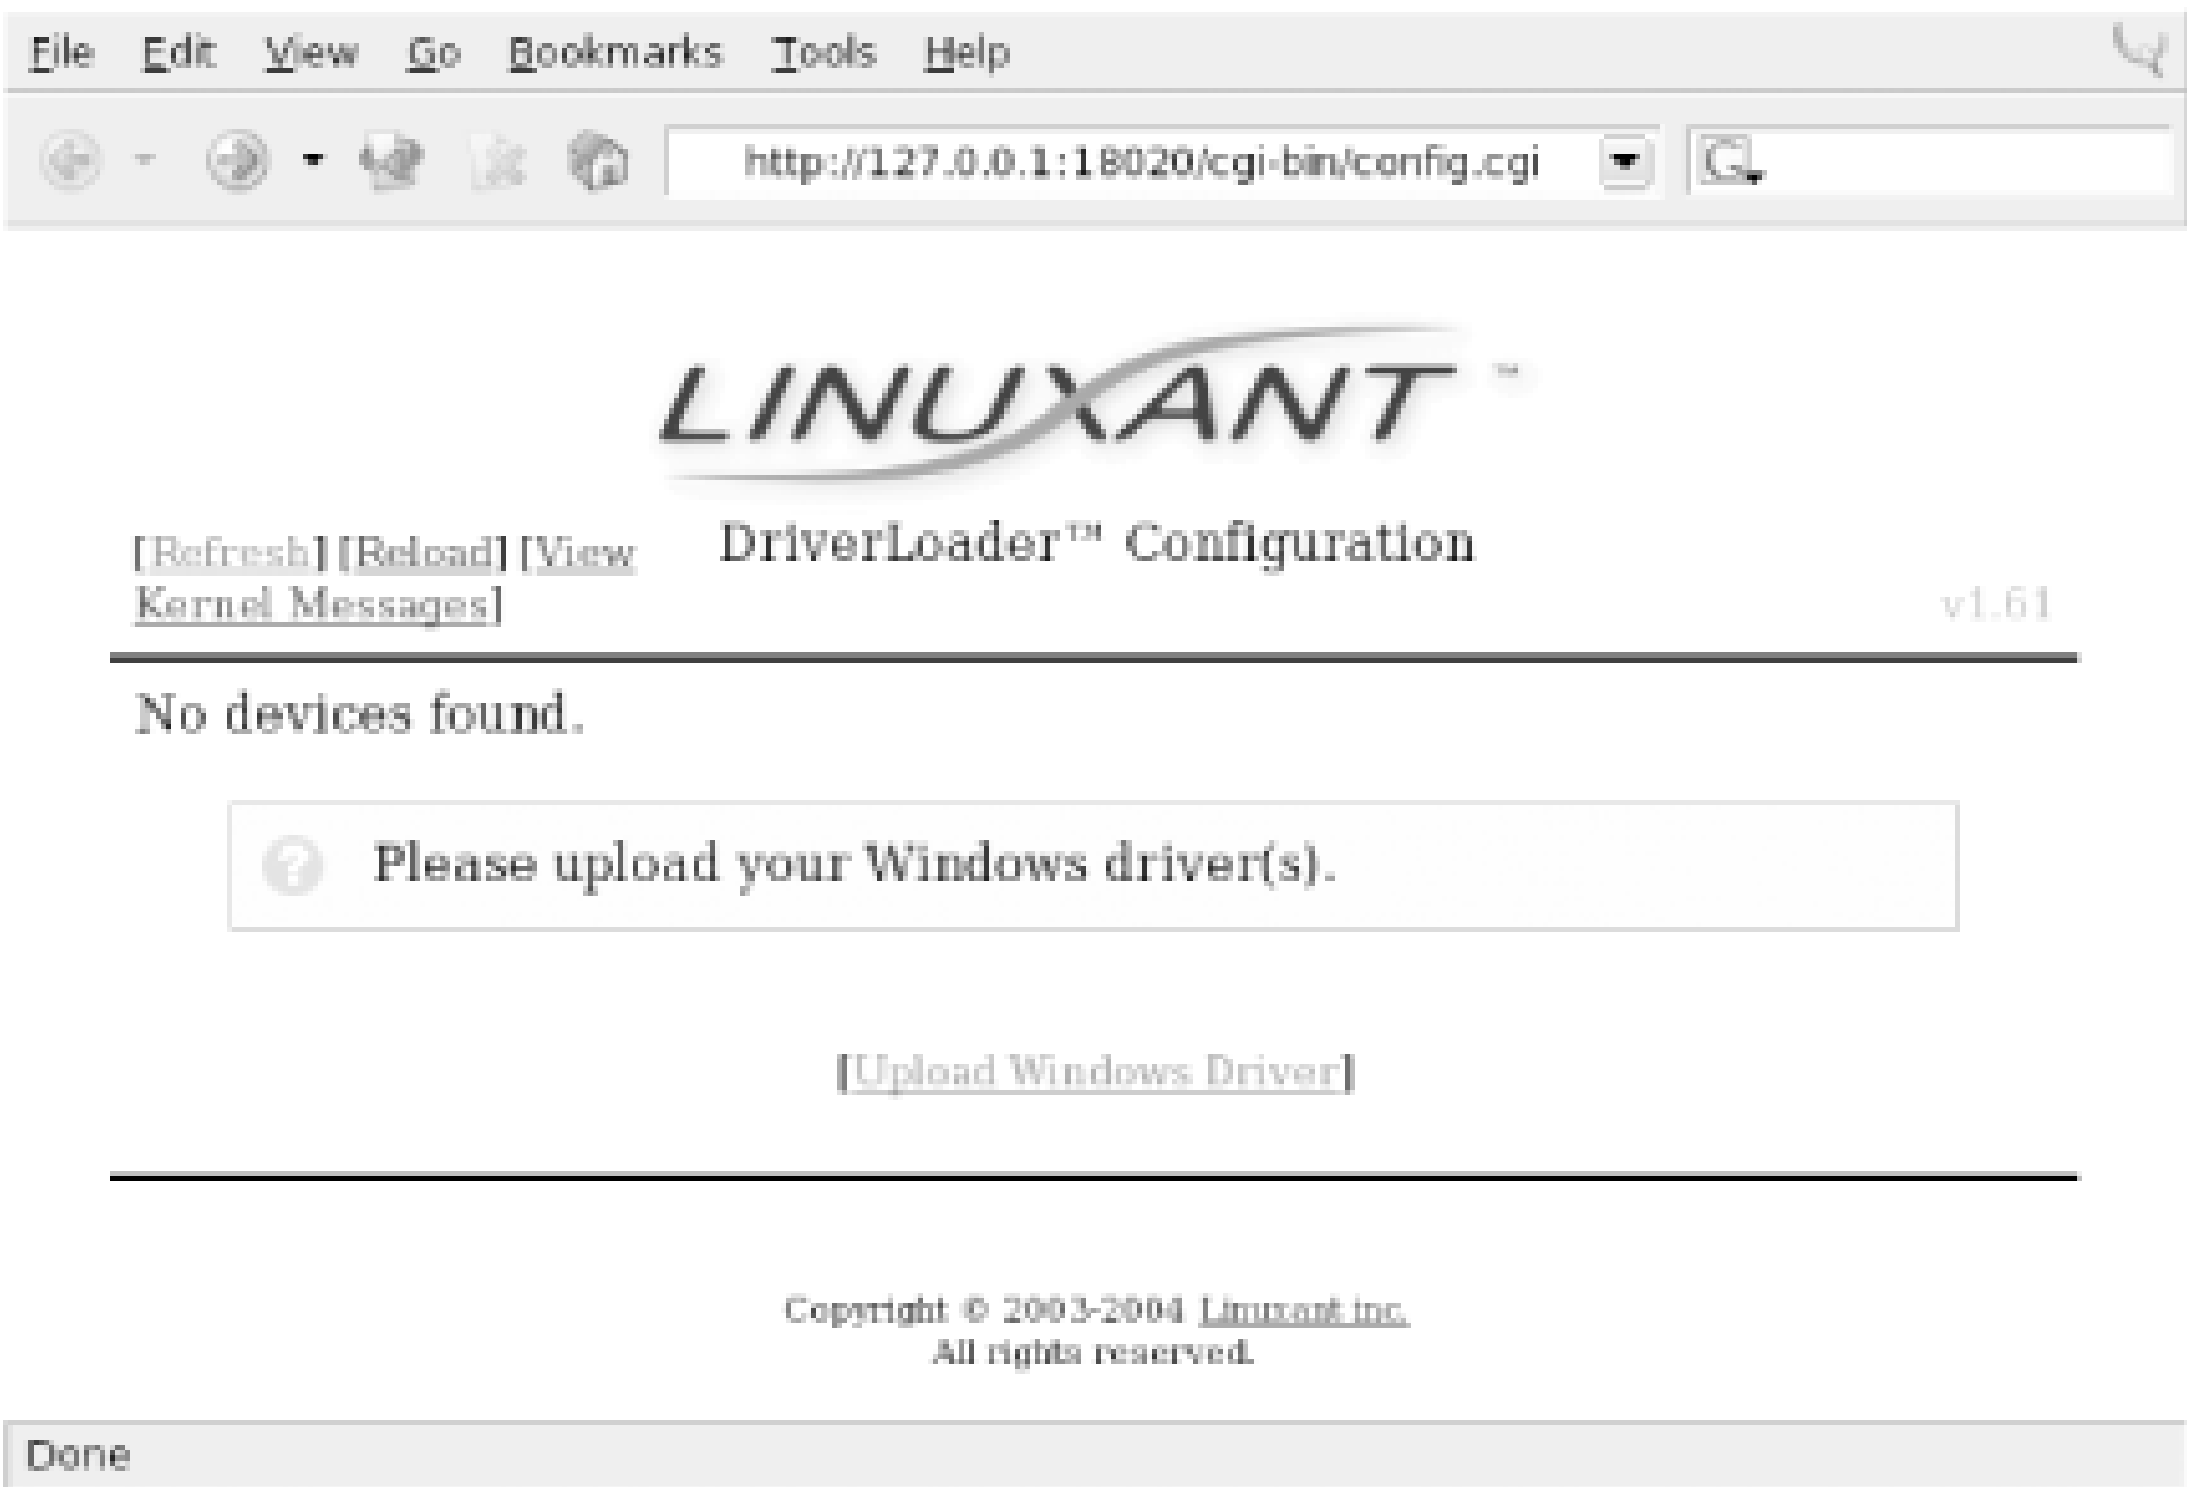 File Edit View Go Bookmarks Tools Help
http://127.0.0.1:18020/cgi-bin/config.cgi
G
LINUXANT ™
DriverLoader™ Configuration
[Refresh] [Reload] [View
Kernel Messages]
v1.61
No devices found.
? Please upload your Windows driver(s).
[Upload Windows Driver]
Copyright © 2003-2004 Linuxant inc.
All rights reserved.
Done